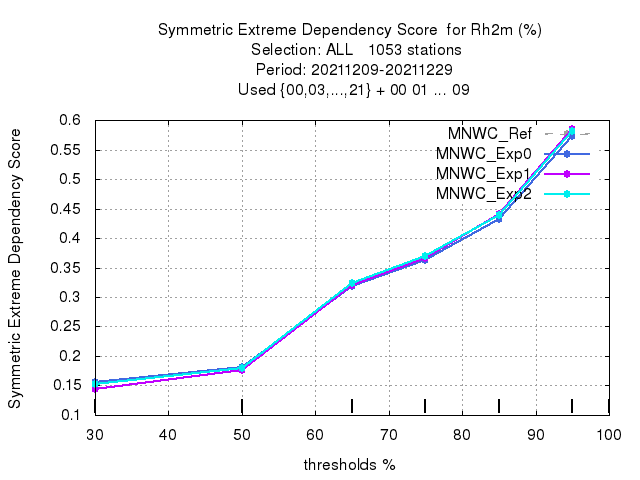 Symmetric Extreme Dependency Score  for Rh2m (%)
Selection: ALL   1053 stations
Period: 20211209-20211229
Used {00,03,...,21} + 00 01 ... 09
Symmetric Extreme Dependency Score
0.6
0.55
0.5
0.45
0.4
0.35
0.3
0.25
0.2
0.15
0.1
MNWC_Ref
MNWC_Exp0
MNWC_Exp1
MNWC_Exp2
30 40 50 60 70 80 90 100
thresholds %